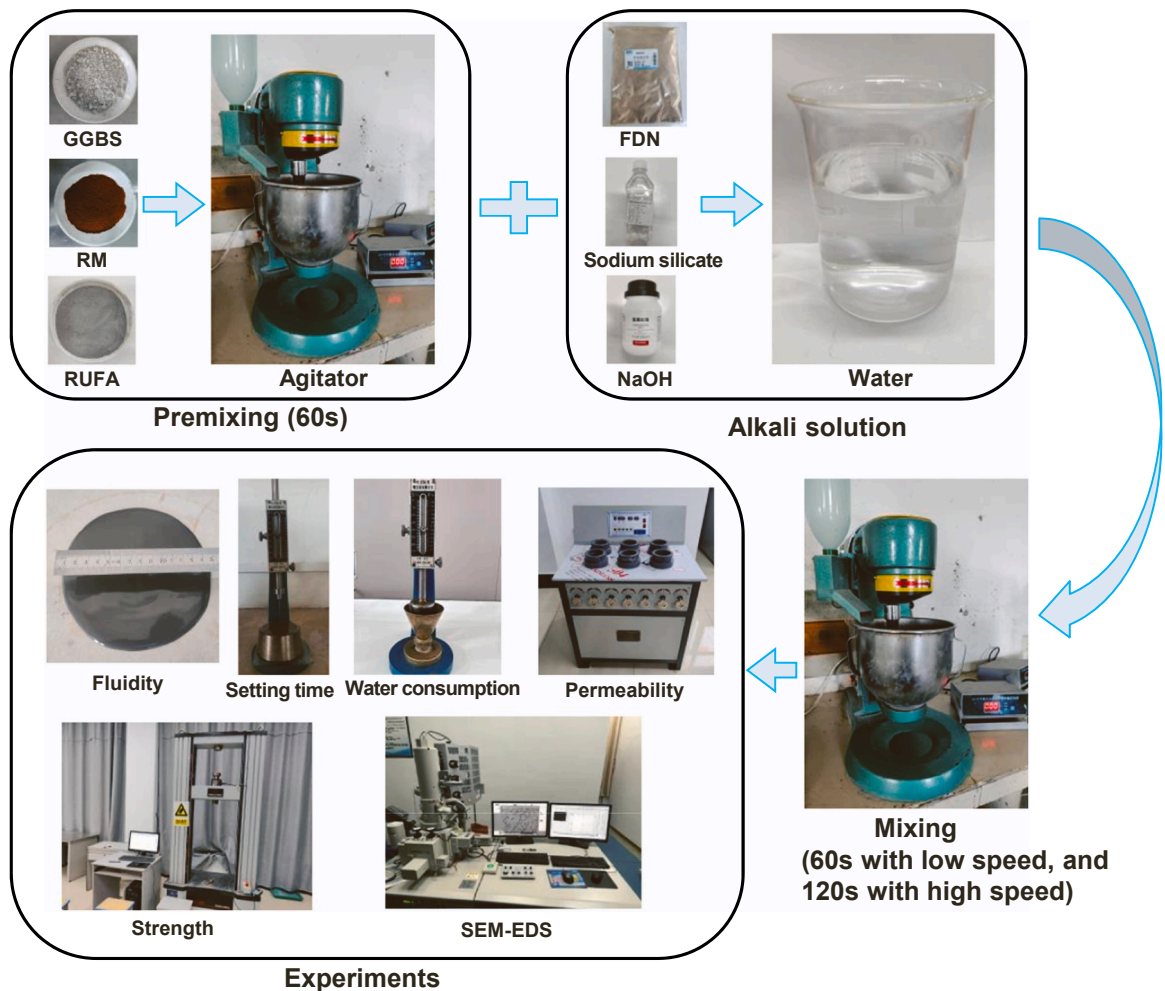 GGBS
RM
RUFA
Agitator
Premixing (60s)
FDN
Sodium silicate
NaOH
Water
Alkali solution
Mixing
(60s with low speed, and
120s with high speed)
Fluidity
Setting time
Water consumption
Permeability
Strength
SEM-EDS
Experiments